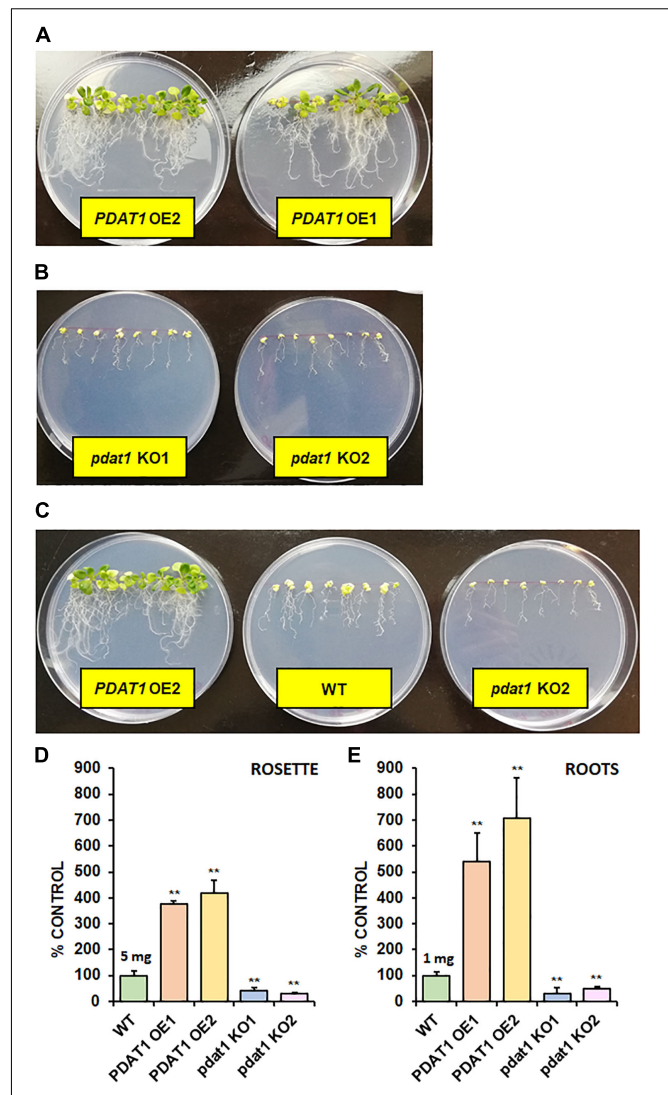 A
PDAT1 OE2
PDAT1 OE1
B
pdat1 KO1
pdat1 KO2
C
PDAT1 OE2
WT
pdat1 KO2
D
ROSETTE
900
800
700
600
500
400
300
200
100
0
% CONTROL
5 mg
**
**
**
**
WT
PDAT1 OE1
PDAT1 OE2
pdat1 KO1
pdat1 KO2
E
ROOTS
900
800
700
600
500
400
300
200
100
0
% CONTROL
1 mg
**
**
**
**
WT
PDAT1 OE1
PDAT1 OE2
pdat1 KO1
pdat1 KO2